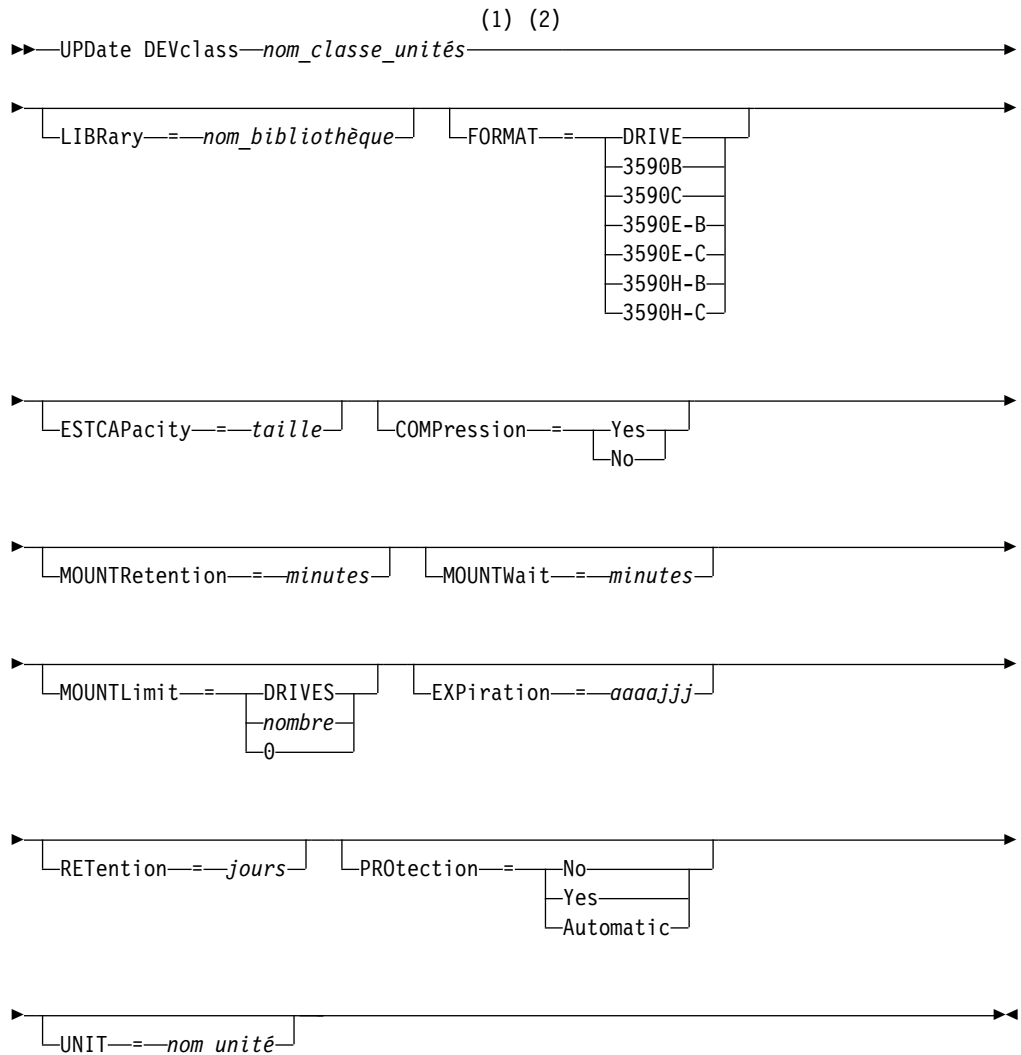 (1) (2)
UPDate DEVclass nom_classe_unités
LIBRary = nom_bibliothèque FORMAT = DRIVE
3590B
3590C
3590E-B
3590E-C
3590H-B
3590H-C
ESTCAPacity = taille COMPression = Yes
No
MOUNTRetention = minutes MOUNTWait = minutes
MOUNTLimit = DRIVES EXPiration = aaaajjj
nombre
0
RETention = jours PROtection = No
Yes
Automatic
UNIT = nom unité